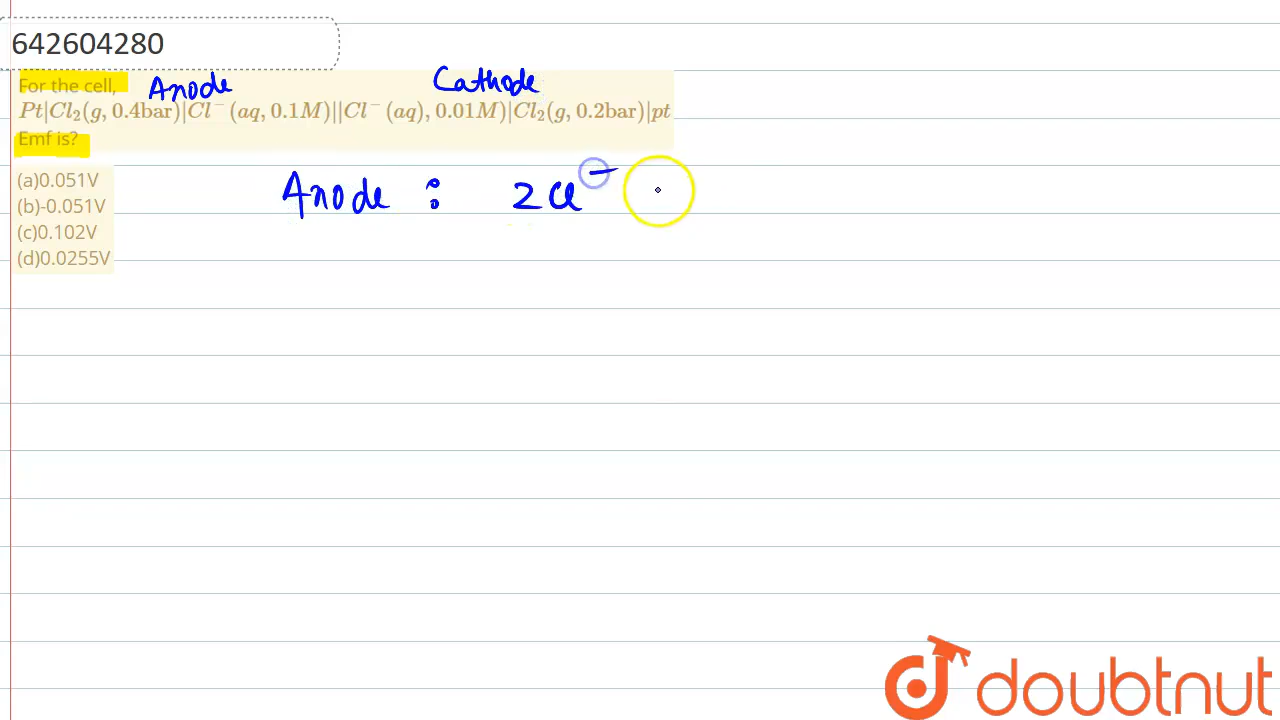 642604280
For the cell, Anode Cathode
Pt|Cl₂(g, 0.4bar)|Cl⁻(aq, 0.1M)||Cl⁻(aq), 0.01M)|Cl₂(g, 0.2bar)|pt
Emf is?
(a)0.051V
(b)-0.051V
(c)0.102V
(d)0.0255V
Anode : 2Cl⁻
doubtnut